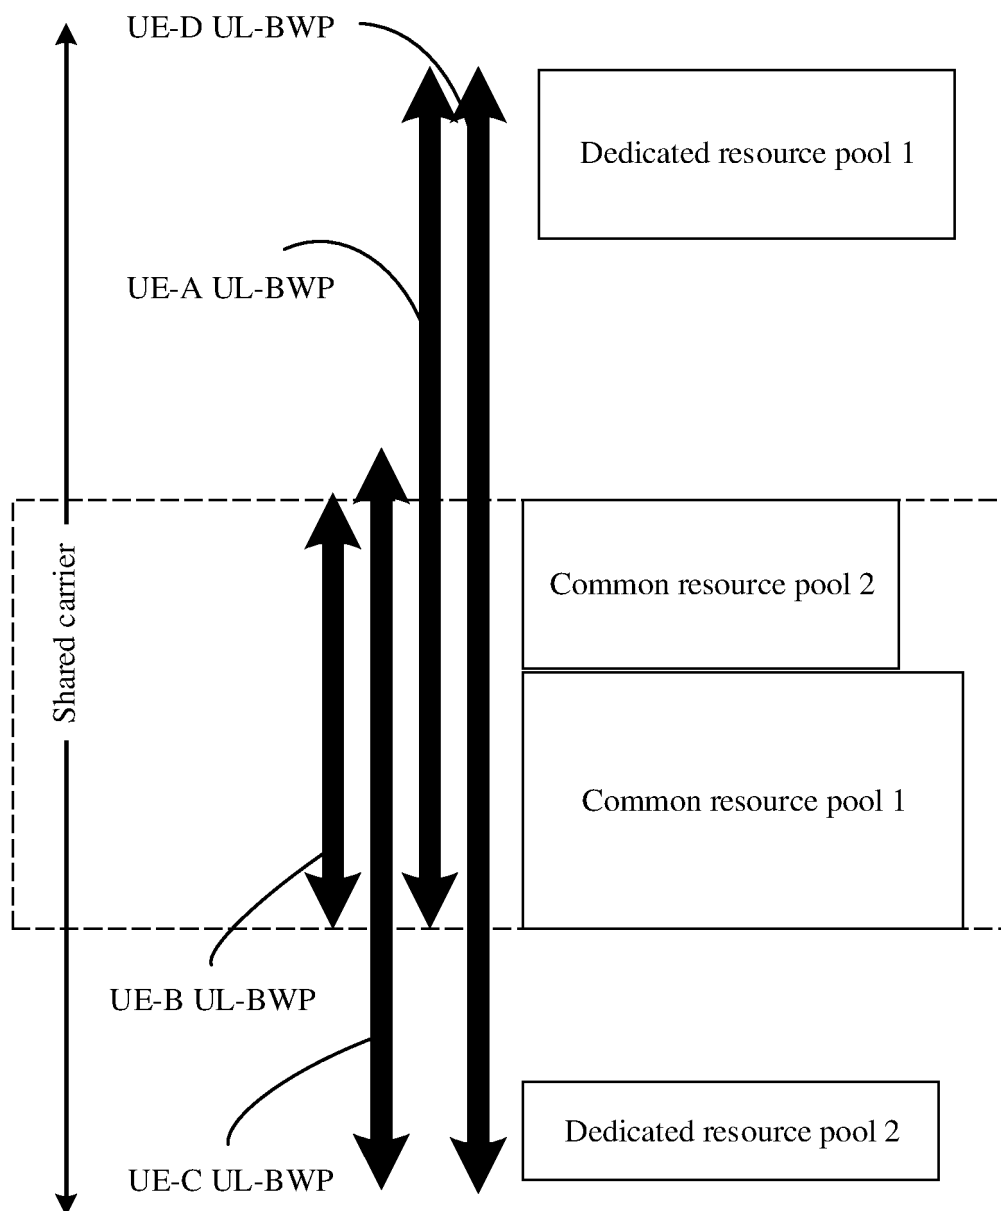 UE-D UL-BWP
Dedicated resource pool 1
UE-A UL-BWP
Shared carrier
Common resource pool 2
Common resource pool 1
UE-B UL-BWP
Dedicated resource pool 2
UE-C UL-BWP